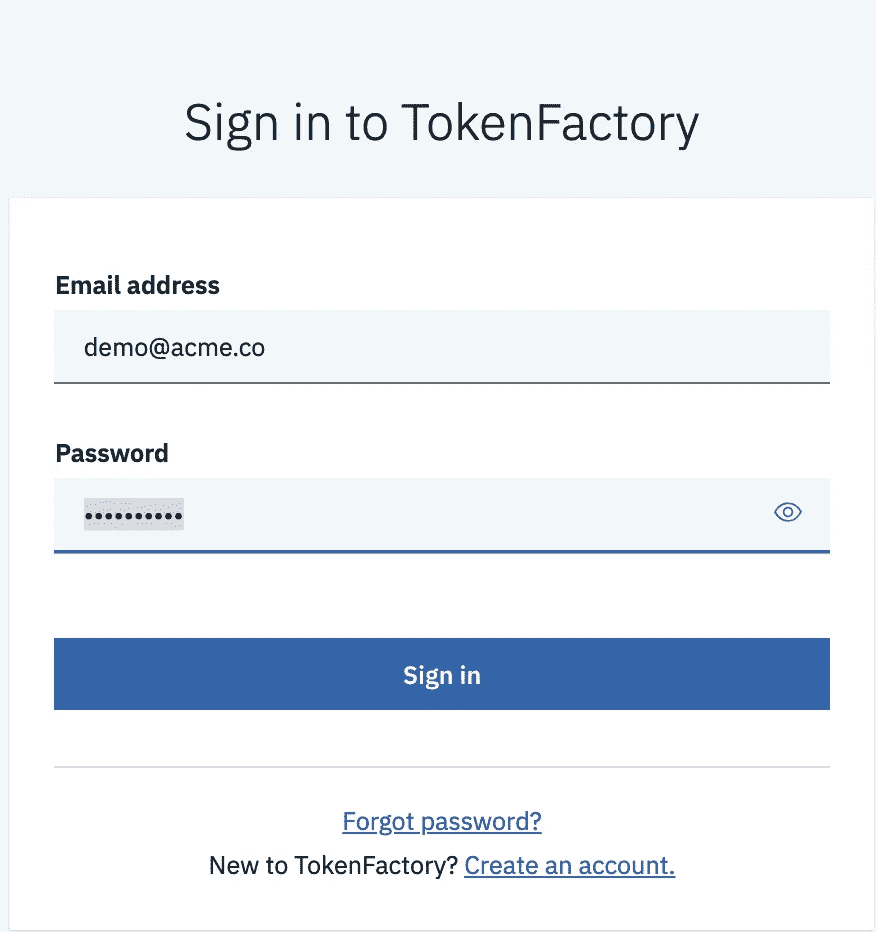 Sign in to TokenFactory
Email address
demo@acme.co
Password
••••••••••
Sign in
Forgot password?
New to TokenFactory? Create an account.